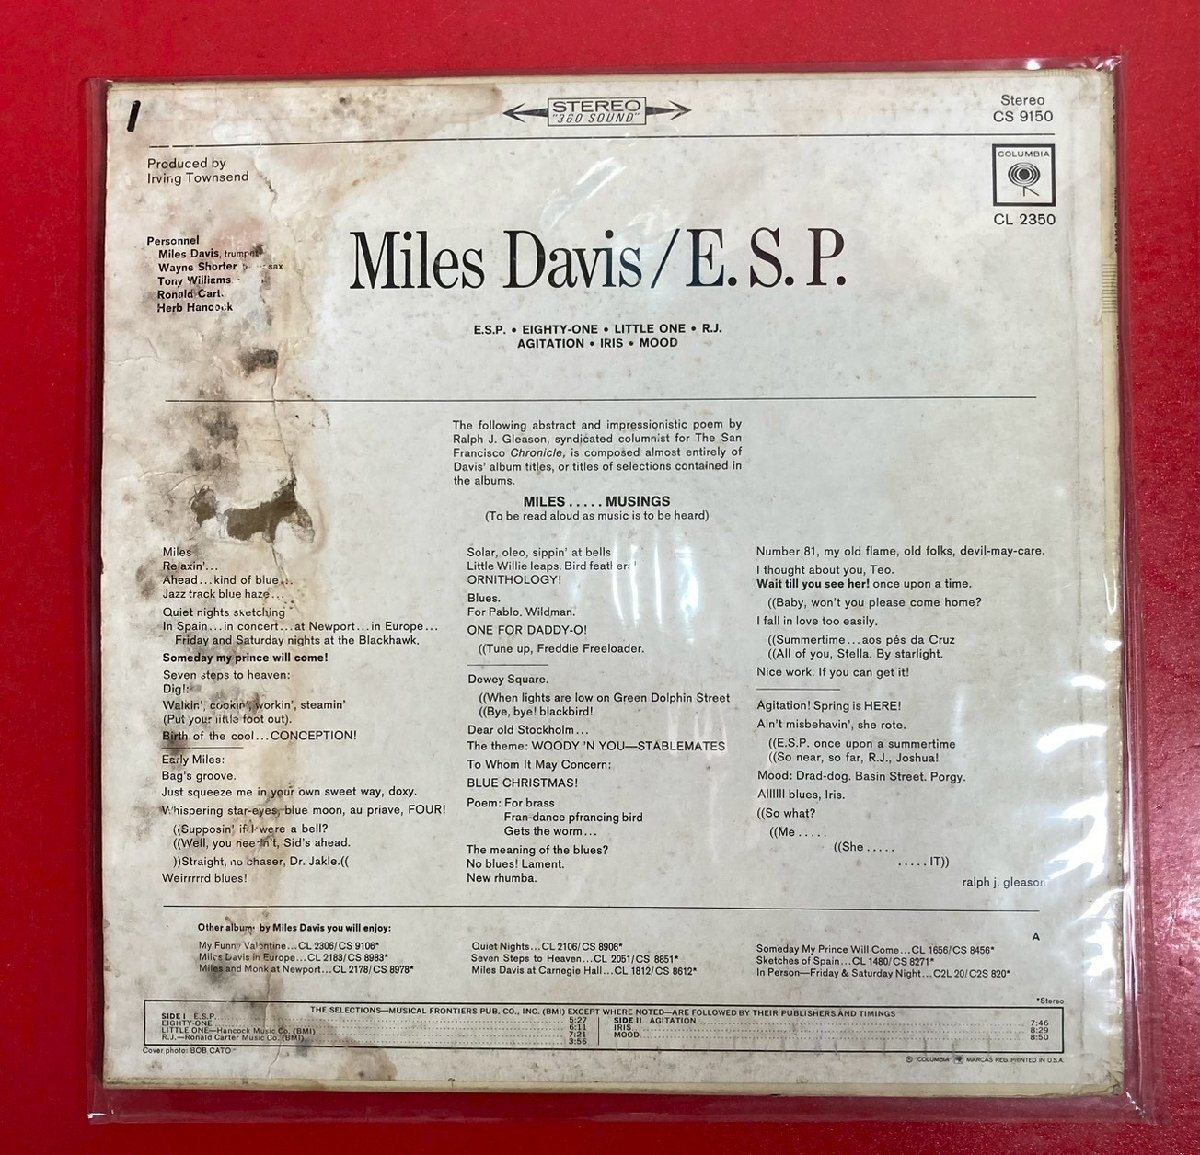 STEREO
"360 SOUND"
Stereo
CS 9150
COLUMBIA
CL 2350
Produced by
Irving Townsend
Personnel
Miles Davis, trumpet
Wayne Shorter sax
Tony Williams
Ronald
Herb
Miles Davis/E.S.P.
E.S.P. • EIGHTY-ONE • LITTLE ONE • R.J.
AGITATION • IRIS • MOOD
The following abstract and impressionistic poem by
Ralph J. Gleason, syndicated columnist for The San
Francisco Chronicle, is composed almost entirely of
Davis' album titles, or titles of selections contained in
the albums.
MILES.....MUSINGS
(To be read aloud as music is to be heard)
Miles
Relaxin'...
Ahead...kind of blue...
Jazz track blue haze...
Quiet nights sketching
In Spain...in concert...at Newport...in Europe...
Friday and Saturday nights at the Blackhawk.
Someday my prince will come!
Seven steps to heaven:
Dig!:
Walkin', cookin', workin', steamin'
(Put your little foot out).
Birth of the cool...CONCEPTION!
Early Miles:
Bag's groove.
Just squeeze me in your own sweet way, doxy.
Whispering star-eyes, blue moon, au priave, FOUR!
((Supposin' if I were a bell?
((Well, you needn't, Sid's ahead.
))Straight, no chaser, Dr. Jakle.((
Weirrrrrd blues!
Solar, oleo, sippin' at bells
Little Willie leaps. Bird feathers!
ORNITHOLOGY!
Blues.
For Pablo. Wildman.
ONE FOR DADDY-O!
((Tune up, Freddie Freeloader.
Dewey Square.
((When lights are low on Green Dolphin Street
((Bye, bye! blackbird!
Dear old Stockholm...
The theme: WOODY 'N YOU—STABLEMATES
To Whom It May Concern:
BLUE CHRISTMAS!
Poem: For brass
Fran-dance pfrancing bird
Gets the worm...
The meaning of the blues?
No blues! Lament.
New rhumba.
Number 81, my old flame, old folks, devil-may-care.
I thought about you, Teo.
Wait till you see her! once upon a time.
((Baby, won't you please come home?
I fall in love too easily.
((Summertime...aos pés da Cruz
((All of you, Stella. By starlight.
Nice work. If you can get it!
Agitation! Spring is HERE!
Ain't misbehavin', she rote.
((E.S.P. once upon a summertime
((So near, so far, R.J., Joshua!
Mood: Drad-dog. Basin Street. Porgy.
Allllll blues, Iris.
((So what?
((Me.....
((She.....
.....IT))
ralph j. gleason
Other albums by Miles Davis you will enjoy:
My Funny Valentine...CL 2306/CS 9106*
Miles Davis in Europe...CL 2183/CS 8983*
Miles and Monk at Newport...CL 2178/CS 8978*
Quiet Nights...CL 2106/CS 8906*
Seven Steps to Heaven...CL 2051/CS 8851*
Miles Davis at Carnegie Hall...CL 1812/CS 8612*
A
Someday My Prince Will Come...CL 1656/CS 8456*
Sketches of Spain...CL 1480/CS 8271*
In Person—Friday & Saturday Night...C2L 20/C2S 820*
*Stereo
THE SELECTIONS—MUSICAL FRONTIERS PUB. CO., INC. (BMI) EXCEPT WHERE NOTED—ARE FOLLOWED BY THEIR PUBLISHERS AND TIMINGS
SIDE I E.S.P. 5:27
EIGHTY-ONE 6:11
LITTLE ONE—Hancock Music Co. (BMI) 7:21
R.J.—Ronald Carter Music Co. (BMI) 3:56
SIDE II AGITATION 7:46
IRIS 8:29
MOOD 8:50
Cover photo: BOB CATO
® "COLUMBIA" MARCAS REG. PRINTED IN U.S.A.